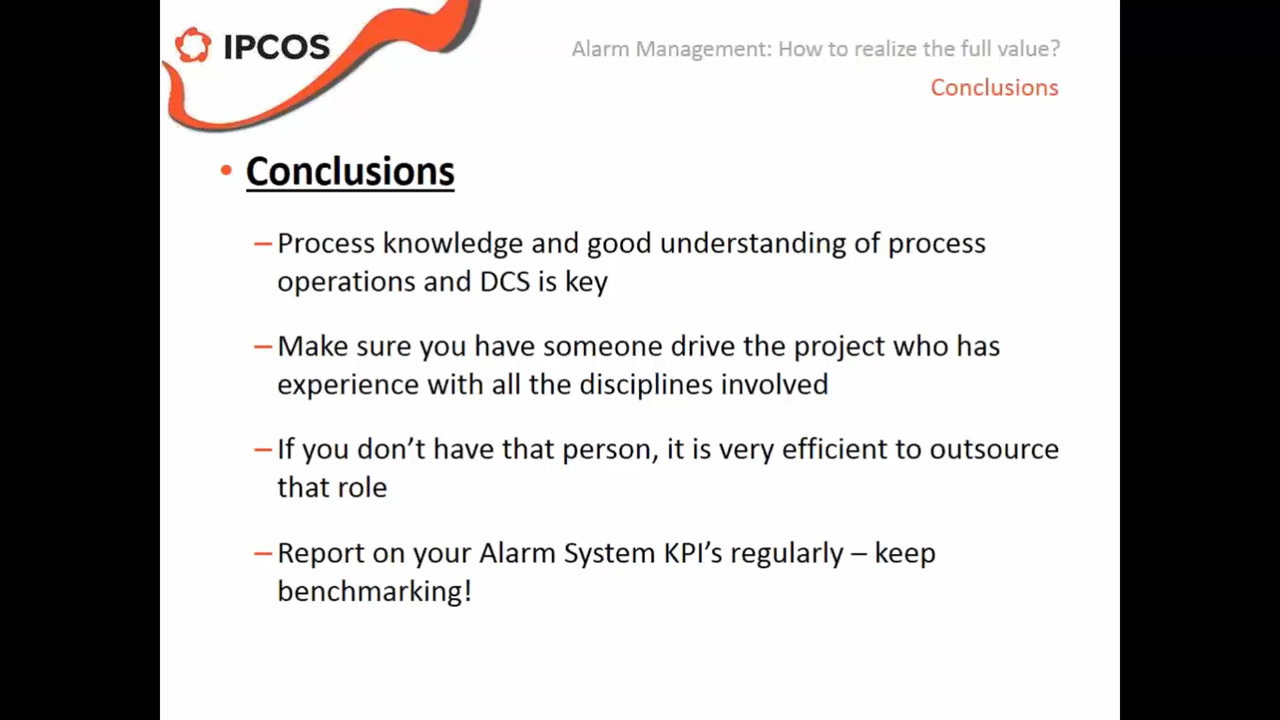 IPCOS
Alarm Management: How to realize the full value?
Conclusions
• Conclusions
– Process knowledge and good understanding of process
operations and DCS is key
– Make sure you have someone drive the project who has
experience with all the disciplines involved
– If you don’t have that person, it is very efficient to outsource
that role
– Report on your Alarm System KPI’s regularly – keep
benchmarking!